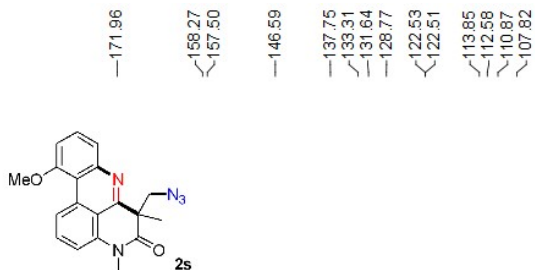 —171.96
158.27
157.50
—146.59
—137.75
133.31
131.64
128.77
122.53
122.51
113.85
112.58
110.87
107.82
MeO
N
N3
N
O
2s